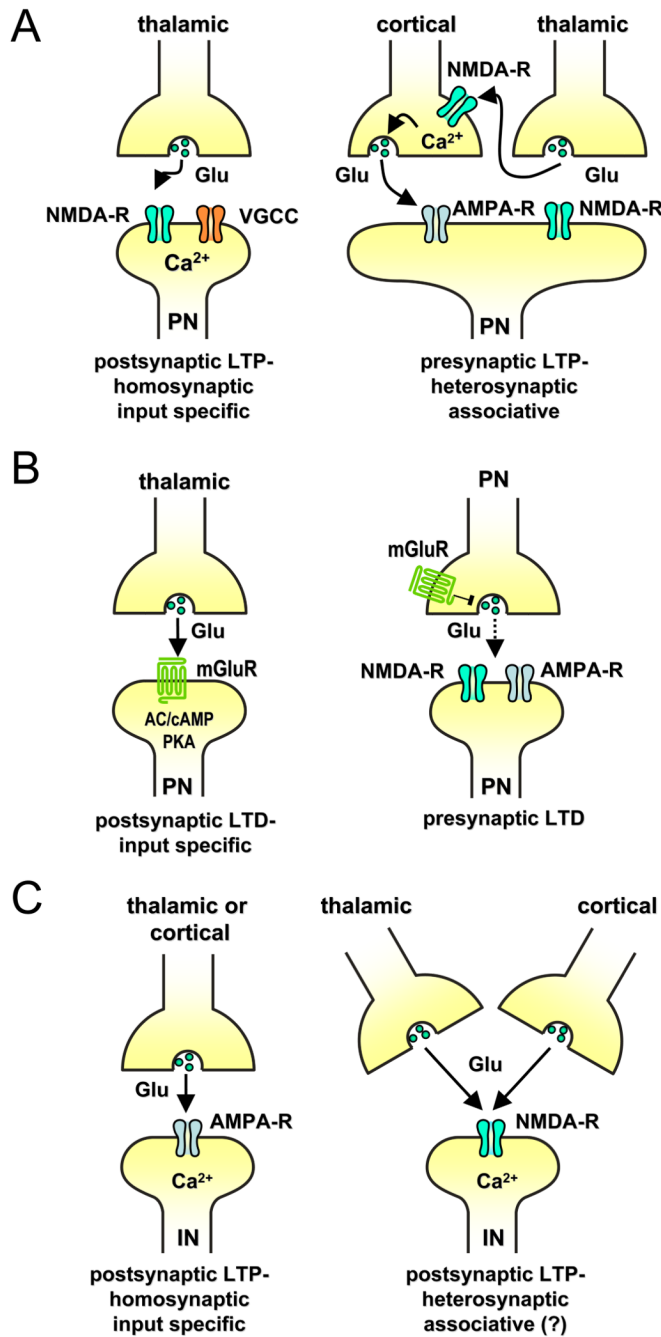 A
thalamic
Glu
NMDA-R
VGCC
Ca²⁺
PN
postsynaptic LTP-
homosynaptic
input specific
cortical
thalamic
NMDA-R
Ca²⁺
Glu
Glu
AMPA-R
NMDA-R
PN
presynaptic LTP-
heterosynaptic
associative
B
thalamic
Glu
mGluR
AC/cAMP
PKA
PN
postsynaptic LTD-
input specific
PN
mGluR
Glu
NMDA-R
AMPA-R
PN
presynaptic LTD
C
thalamic or
cortical
Glu
AMPA-R
Ca²⁺
IN
postsynaptic LTP-
homosynaptic
input specific
thalamic
cortical
Glu
NMDA-R
Ca²⁺
IN
postsynaptic LTP-
heterosynaptic
associative (?)